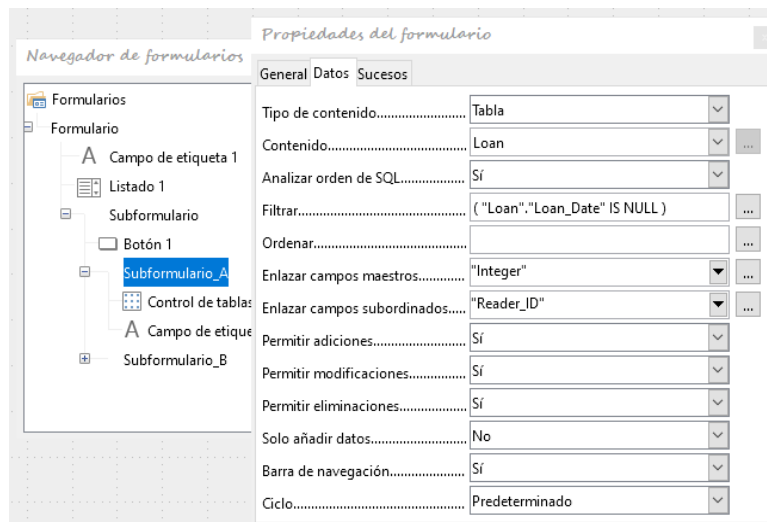 Navegador de formularios
Formularios
Formulario
Campo de etiqueta 1
Listado 1
Subformulario
Botón 1
Subformulario_A
Control de tablas
Campo de etique
Subformulario_B
Propiedades del formulario
General Datos Sucesos
Tipo de contenido......................... Tabla
Contenido....................................... Loan
Analizar orden de SQL.................. Sí
Filtrar............................................... ( "Loan"."Loan_Date" IS NULL )
Ordenar...........................................
Enlazar campos maestros............. "Integer"
Enlazar campos subordinados..... "Reader_ID"
Permitir adiciones.......................... Sí
Permitir modificaciones................ Sí
Permitir eliminaciones................... Sí
Solo añadir datos........................... No
Barra de navegación..................... Sí
Ciclo................................................ Predeterminado